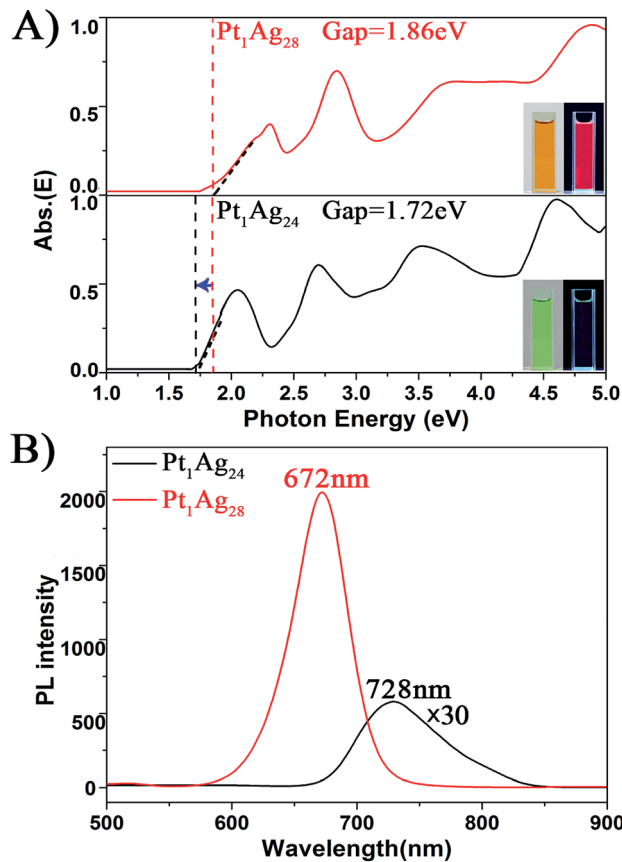 A)
Pt₁Ag₂₈ Gap=1.86eV
1.0
0.5
0.0
Pt₁Ag₂₄ Gap=1.72eV
1.0
0.5
0.0
Abs.(E)
1.0 1.5 2.0 2.5 3.0 3.5 4.0 4.5 5.0
Photon Energy (eV)
B)
Pt₁Ag₂₄
Pt₁Ag₂₈
672nm
728nm
x30
2000
1500
1000
500
0
PL intensity
500 600 700 800 900
Wavelength(nm)